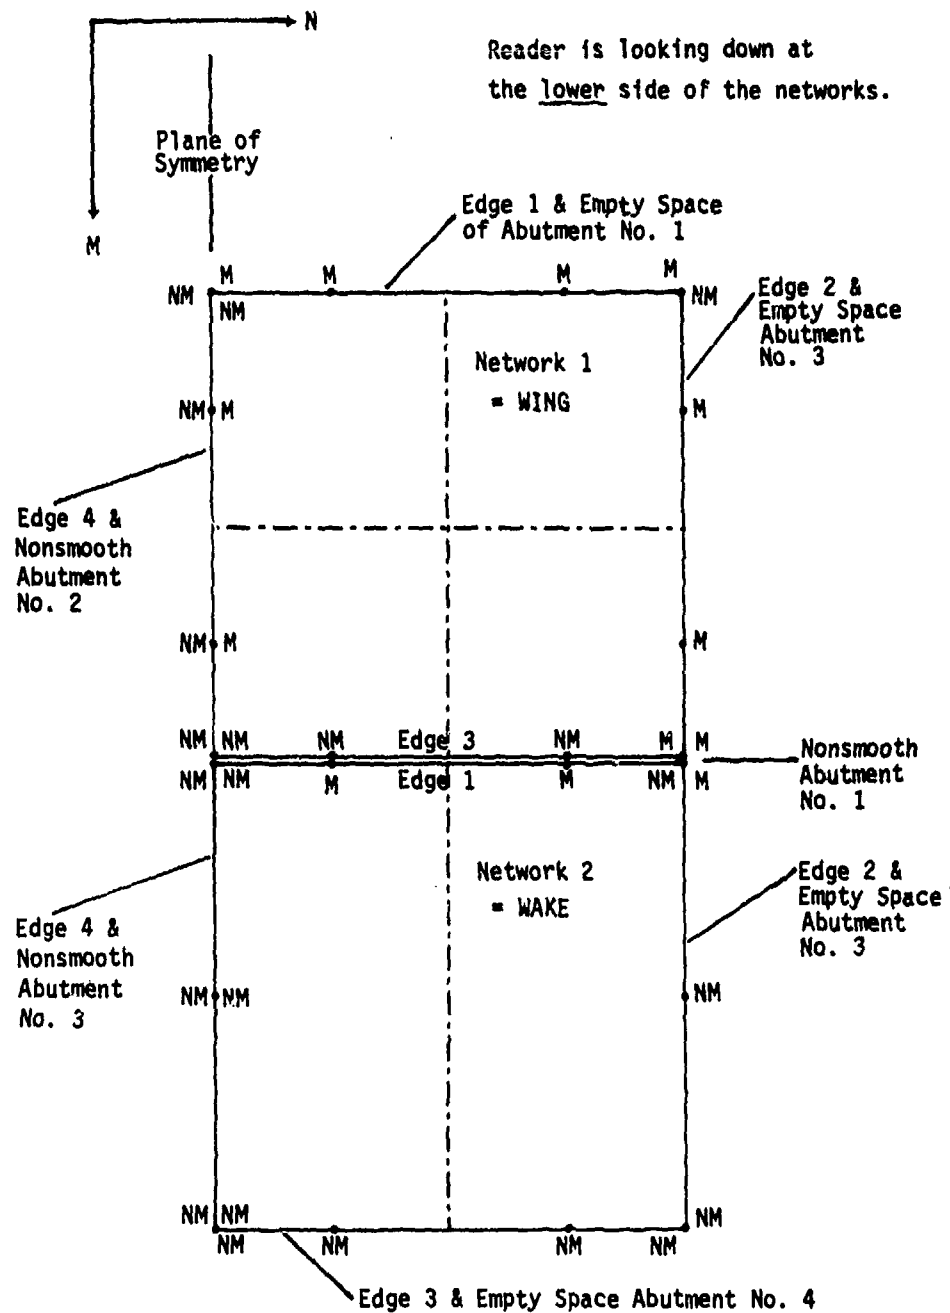 N
Reader is looking down at
the lower side of the networks.
Plane of
Symmetry
M
Edge 1 & Empty Space
of Abutment No. 1
M M M M
NM NM
NM
Edge 2 &
Empty Space
Abutment
No. 3
Network 1
= WING
NM M M
Edge 4 &
Nonsmooth
Abutment
No. 2
NM M M
NM NM NM Edge 3 NM M M
NM NM M Edge 1 M NM M
Nonsmooth
Abutment
No. 1
Network 2
= WAKE
Edge 2 &
Empty Space
Abutment
No. 3
Edge 4 &
Nonsmooth
Abutment
No. 3
NM NM NM
NM NM NM
NM NM NM NM
Edge 3 & Empty Space Abutment No. 4